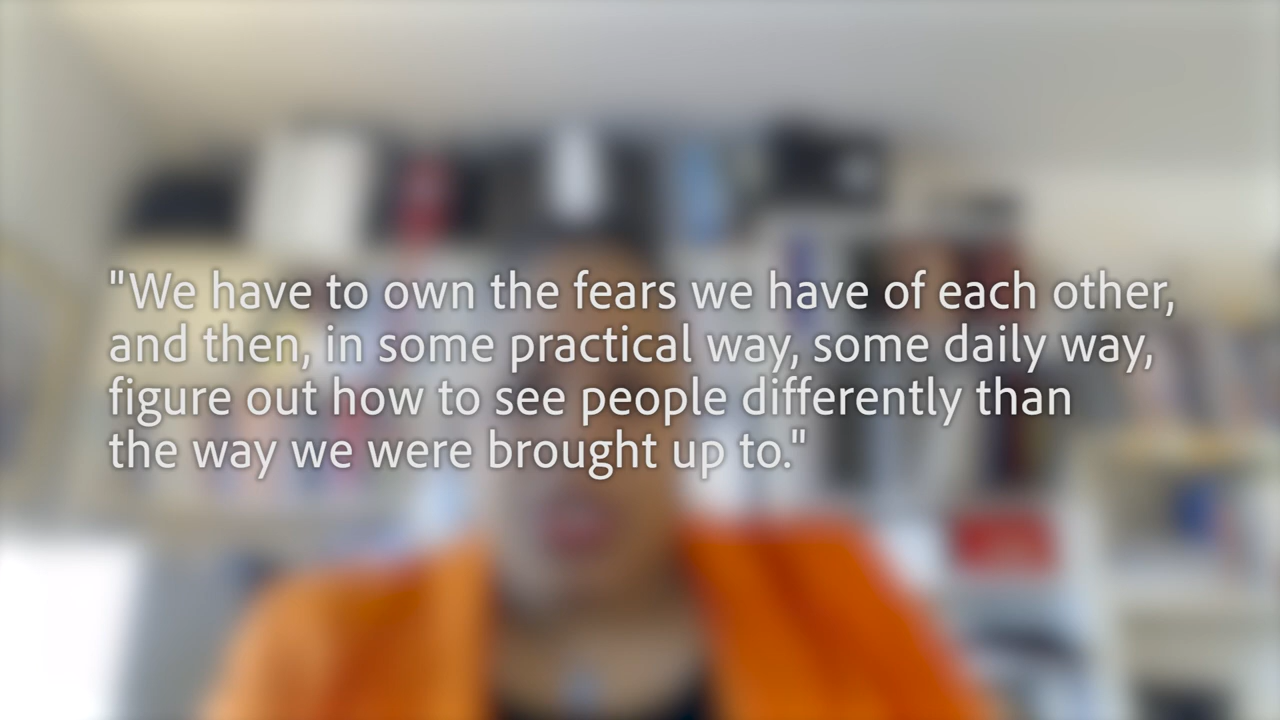 "We have to own the fears we have of each other,
and then, in some practical way, some daily way,
figure out how to see people differently than
the way we were brought up to."